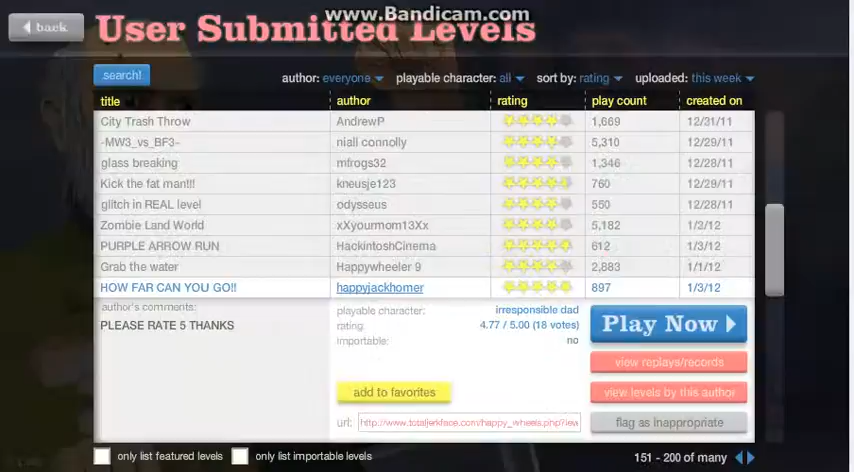 www.Bandicam.com
back
User Submitted Levels
search!
author: everyone playable character: all sort by: rating uploaded: this week
title author rating play count created on
City Trash Throw AndrewP 1,669 12/31/11
-MW3_vs_BF3- niall connolly 5,310 12/29/11
glass breaking mfrogs32 1,346 12/28/11
Kick the fat man!!! kneusje123 760 12/29/11
glitch in REAL level odysseus 550 12/28/11
Zombie Land World xXyourmom13Xx 5,182 1/3/12
PURPLE ARROW RUN HackintoshCinema 612 1/3/12
Grab the water Happywheeler 9 2,883 1/1/12
HOW FAR CAN YOU GO!! happyjackhomer 897 1/3/12
author's comments:
PLEASE RATE 5 THANKS
playable character: irresponsible dad
rating: 4.77 / 5.00 (18 votes)
importable: no
add to favorites
url: http://www.totaljerkface.com/happy_wheels.php?lev
Play Now
view replays/records
view levels by this author
flag as inappropriate
only list featured levels only list importable levels
151 - 200 of many